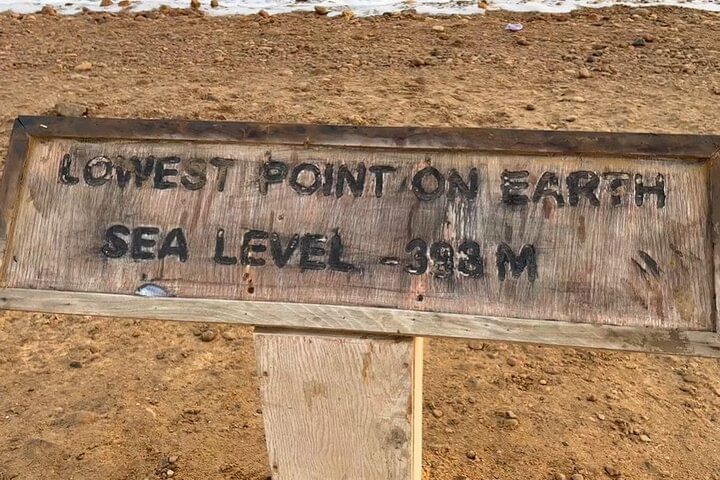 LOWEST POINT ON EARTH
SEA LEVEL -393 M